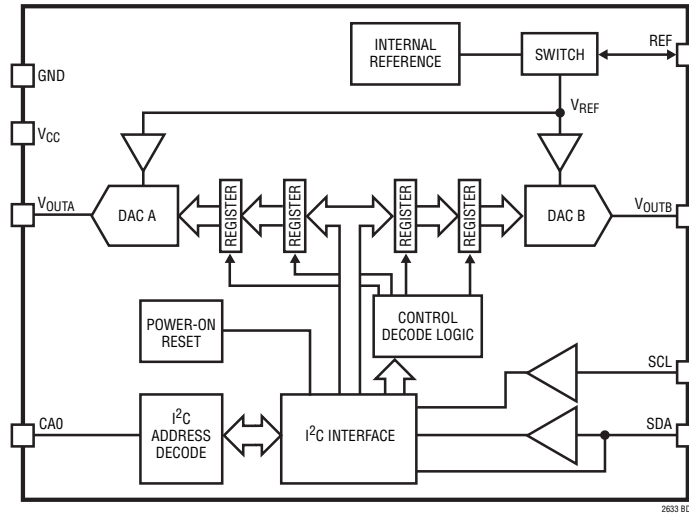 INTERNAL
REFERENCE
SWITCH
REF
GND
VREF
VCC
VOUTA
DAC A
REGISTER
REGISTER
REGISTER
REGISTER
DAC B
VOUTB
POWER-ON
RESET
CONTROL
DECODE LOGIC
SCL
CA0
I2C
ADDRESS
DECODE
I2C INTERFACE
SDA
2633 BD